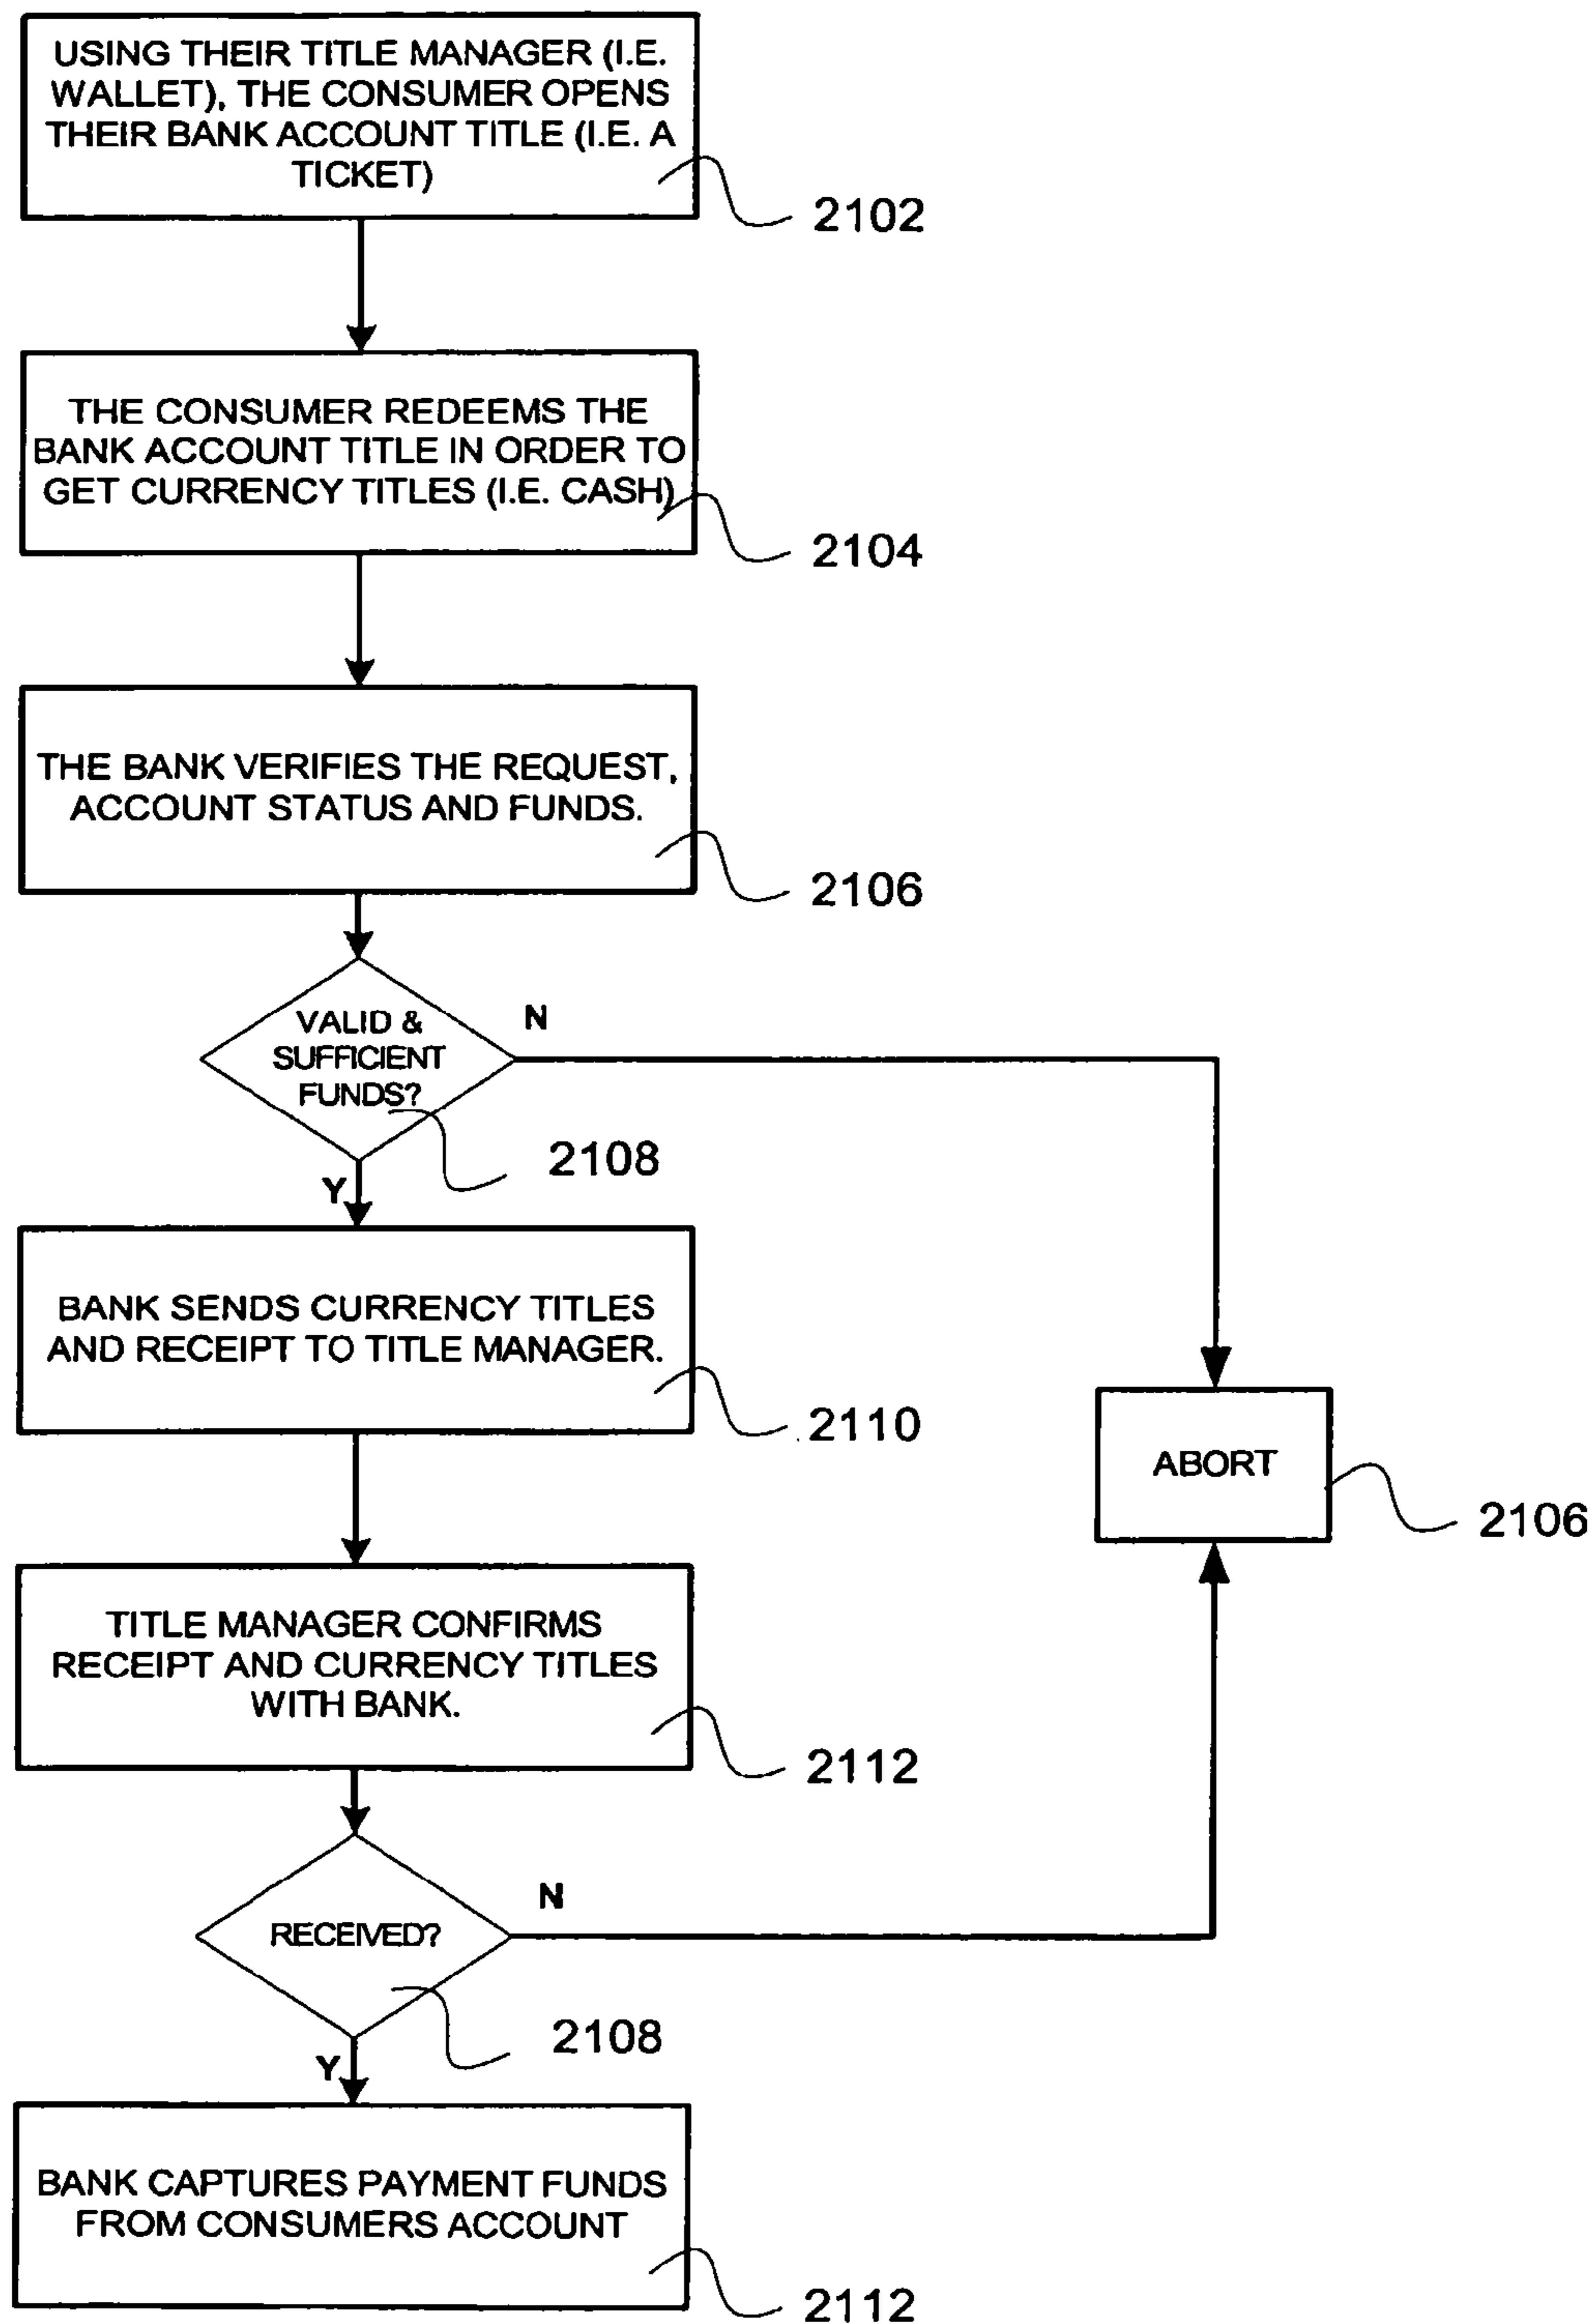 USING THEIR TITLE MANAGER (I.E.
WALLET), THE CONSUMER OPENS
THEIR BANK ACCOUNT TITLE (I.E. A
TICKET)
2102
THE CONSUMER REDEEMS THE
BANK ACCOUNT TITLE IN ORDER TO
GET CURRENCY TITLES (I.E. CASH)
2104
THE BANK VERIFIES THE REQUEST,
ACCOUNT STATUS AND FUNDS.
2106
VALID &
SUFFICIENT
FUNDS?
N
2108
Y
BANK SENDS CURRENCY TITLES
AND RECEIPT TO TITLE MANAGER.
2110
ABORT
2106
TITLE MANAGER CONFIRMS
RECEIPT AND CURRENCY TITLES
WITH BANK.
2112
RECEIVED?
N
2108
Y
BANK CAPTURES PAYMENT FUNDS
FROM CONSUMERS ACCOUNT
2112